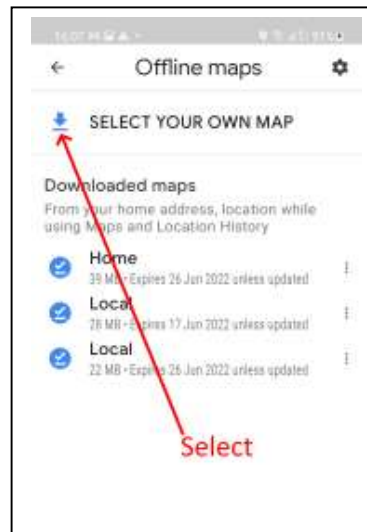 Offline maps
SELECT YOUR OWN MAP
Downloaded maps
From your home address, location while
using Maps and Location History
Home
39 MB • Expires 26 Jun 2022 unless updated
Local
28 MB • Expires 17 Jun 2022 unless updated
Local
22 MB • Expires 26 Jun 2022 unless updated
Select